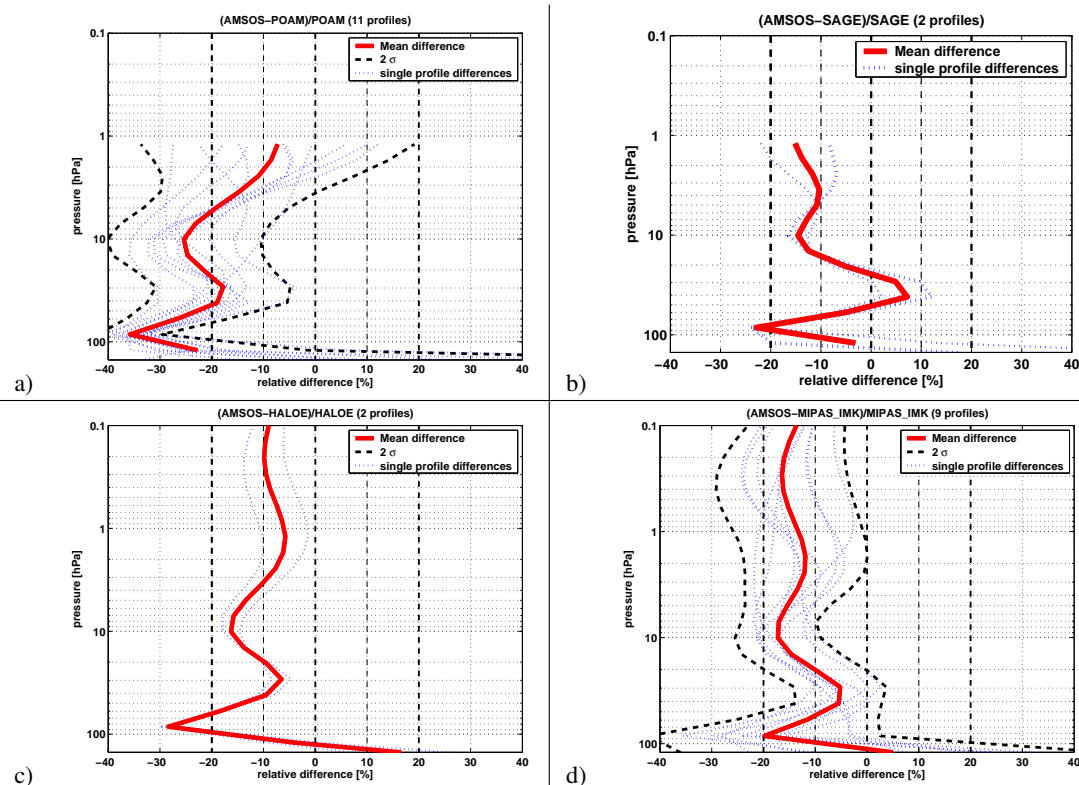 (AMSOS−POAM)/POAM (11 profiles)
0.1
1
10
100
pressure [hPa]
Mean difference
2 σ
single profile differences
−40 −30 −20 −10 0 10 20 30 40
relative difference [%]
a)
(AMSOS−SAGE)/SAGE (2 profiles)
0.1
1
10
100
pressure [hPa]
Mean difference
single profile differences
−40 −30 −20 −10 0 10 20 30 40
relative difference [%]
b)
(AMSOS−HALOE)/HALOE (2 profiles)
0.1
1
10
100
pressure [hPa]
Mean difference
2 σ
single profile differences
−40 −30 −20 −10 0 10 20 30 40
relative difference [%]
c)
(AMSOS−MIPAS_IMK)/MIPAS_IMK (9 profiles)
0.1
1
10
100
pressure [hPa]
Mean difference
2 σ
single profile differences
−40 −30 −20 −10 0 10 20 30 40
relative difference [%]
d)